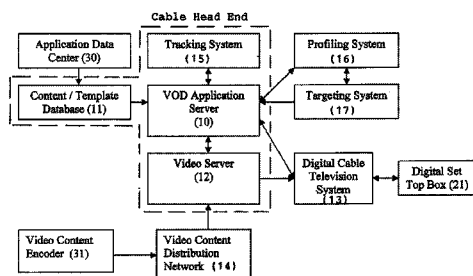 Cable Head End
Application Data
Center (30)
Tracking System
(15)
Profiling System
(16)
Content / Template
Database (11)
VOD Application
Server
(10)
Targeting System
(17)
Video Server
(12)
Digital Cable
Television
System
(13)
Digital Set
Top Box (21)
Video Content
Encoder (31)
Video Content
Distribution
Network (14)